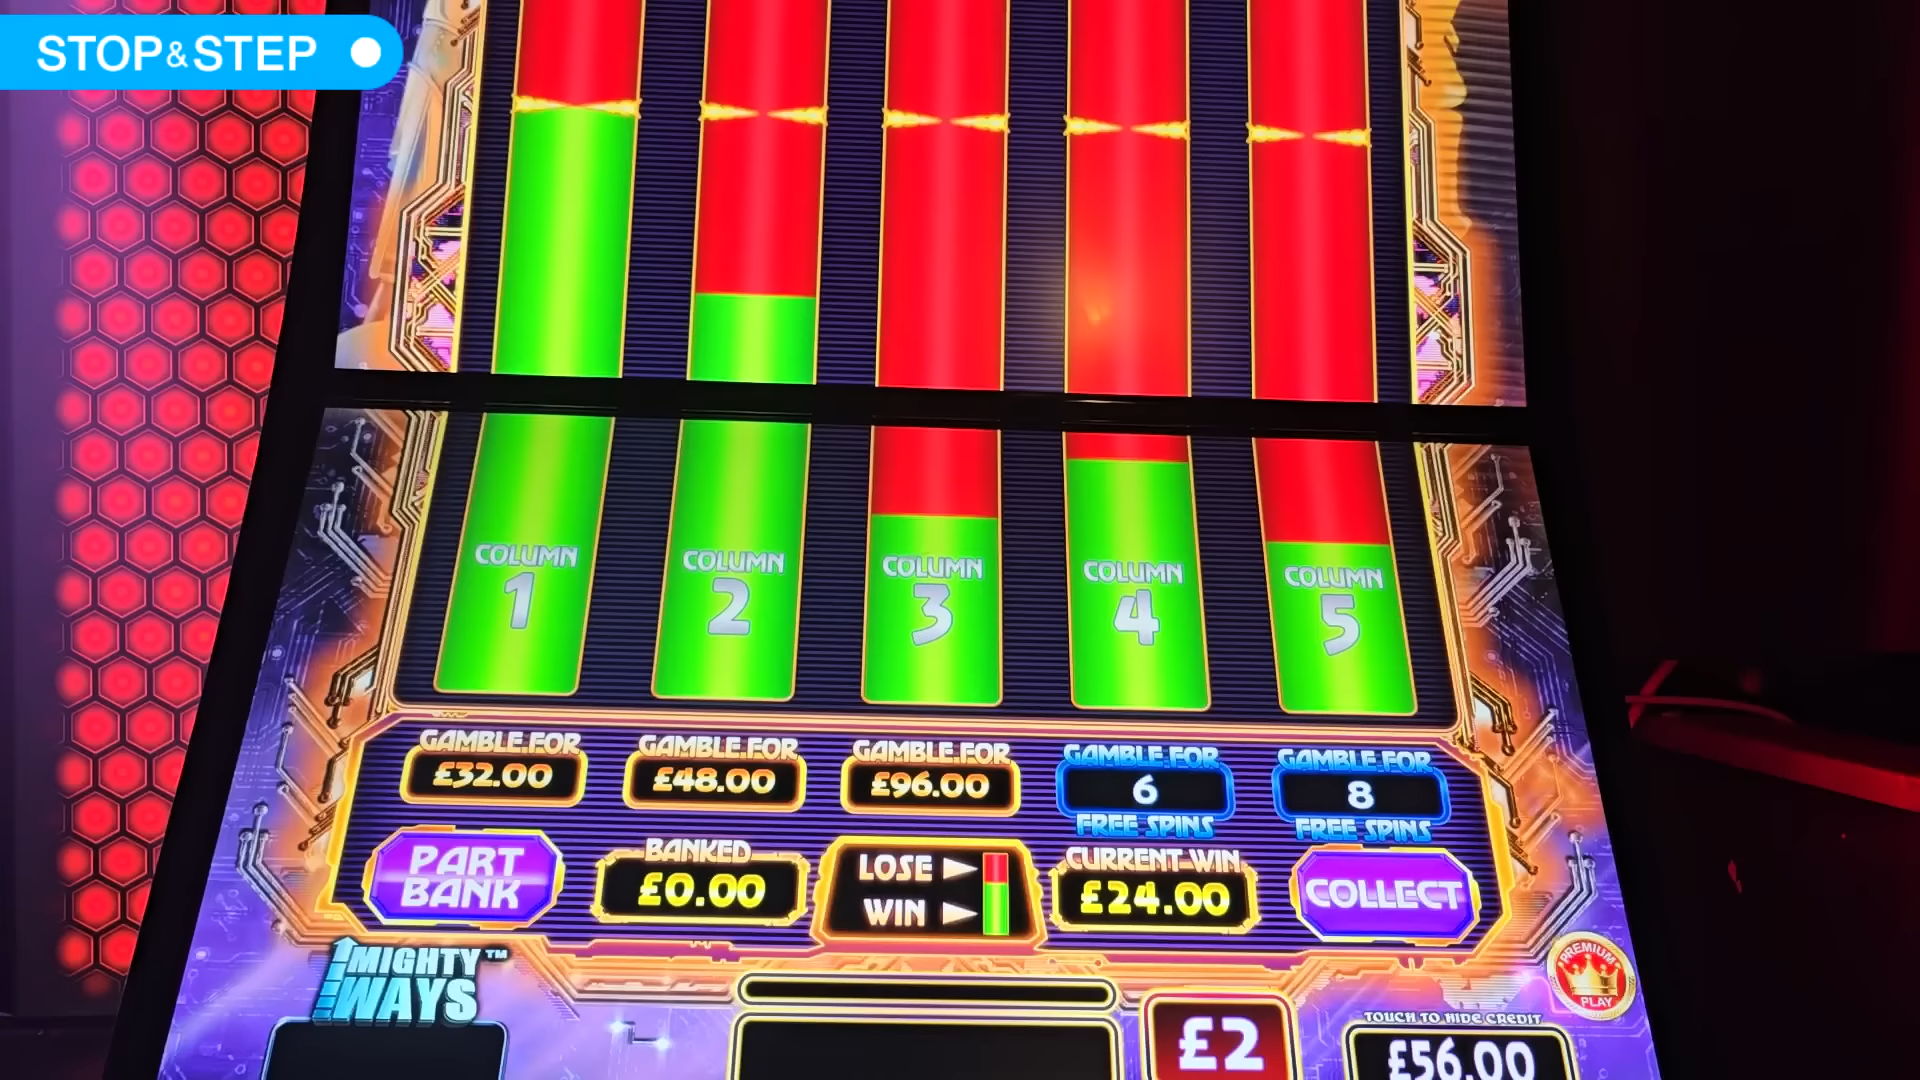 STOP&STEP
COLUMN
1
COLUMN
2
COLUMN
3
COLUMN
4
COLUMN
5
GAMBLE FOR
£32.00
GAMBLE FOR
£48.00
GAMBLE FOR
£96.00
GAMBLE FOR
6
FREE SPINS
GAMBLE FOR
8
FREE SPINS
PART
BANK
BANKED
£0.00
LOSE
WIN
CURRENT WIN
£24.00
COLLECT
MIGHTY
WAYS™
PREMIUM
PLAY
£2
TOUCH TO HIDE CREDIT
£56.00